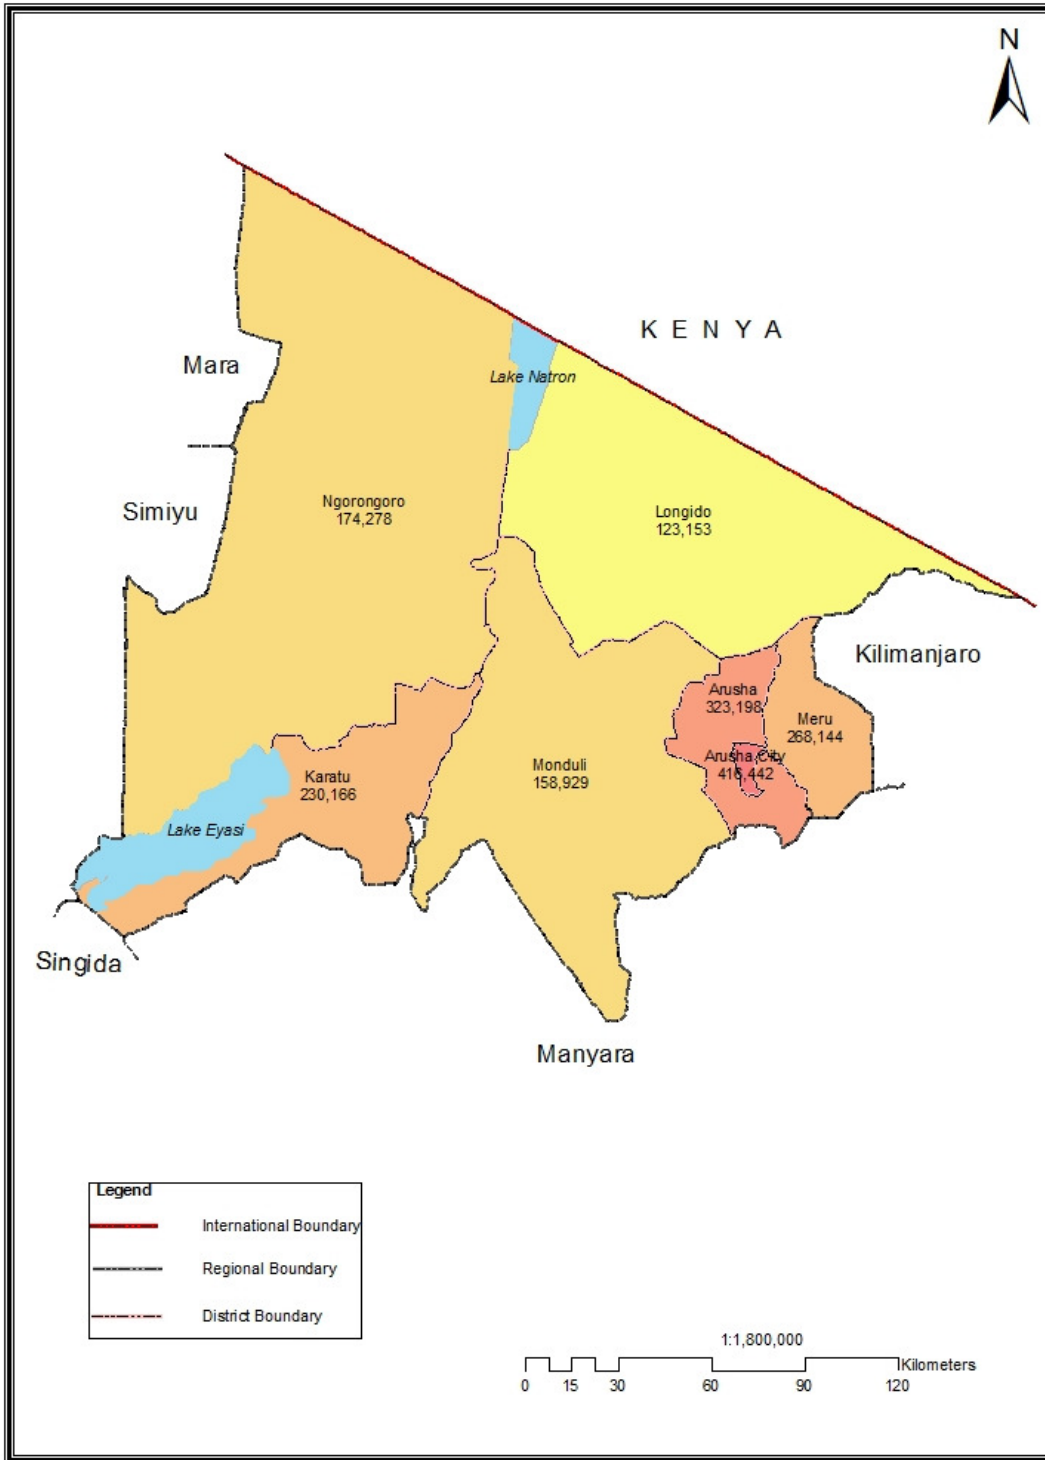 N
K E N Y A
Mara
Lake Natron
Ngorongoro
174,278
Simiyu
Longido
123,153
Kilimanjaro
Arusha
323,198
Meru
268,144
Arusha City
416,442
Monduli
158,929
Karatu
230,166
Lake Eyasi
Singida
Manyara
Legend
International Boundary
Regional Boundary
District Boundary
1:1,800,000
Kilometers
0 15 30 60 90 120